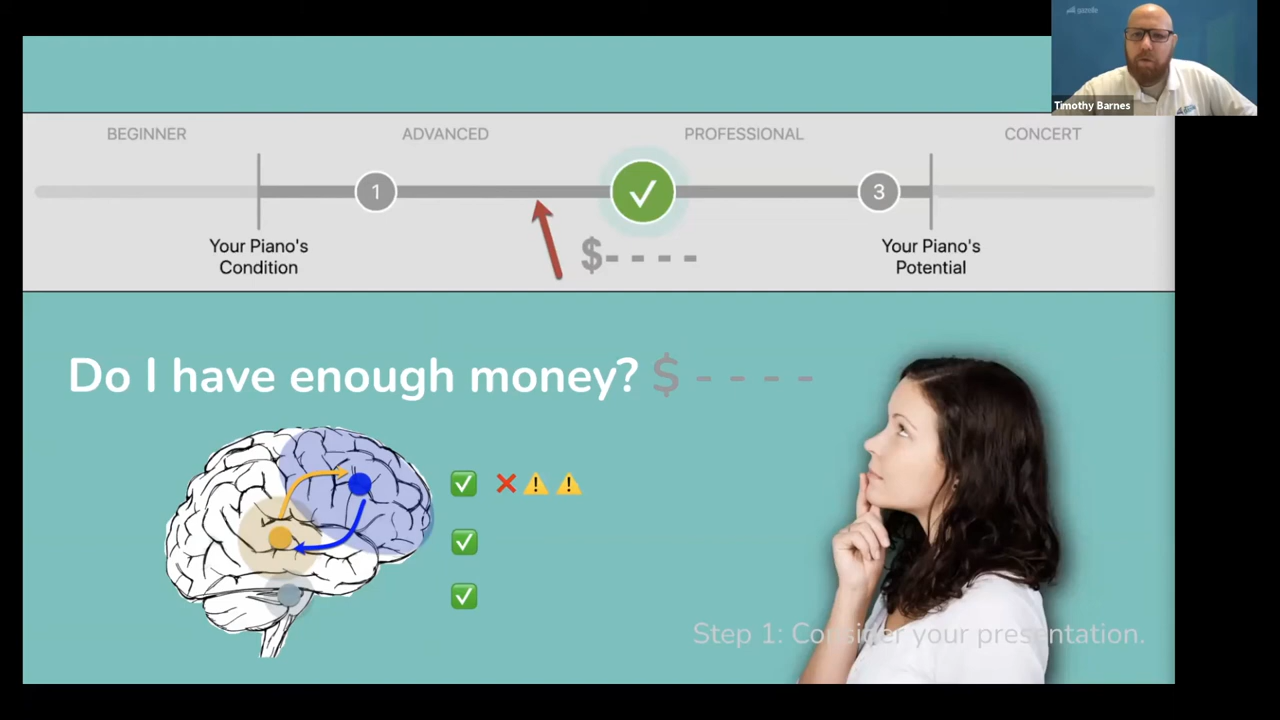 gazelle
Timothy Barnes
BEGINNER
ADVANCED
PROFESSIONAL
CONCERT
1
3
Your Piano's
Condition
$- - - -
Your Piano's
Potential
Do I have enough money? $ - - - -
Step 1: Consider your presentation.